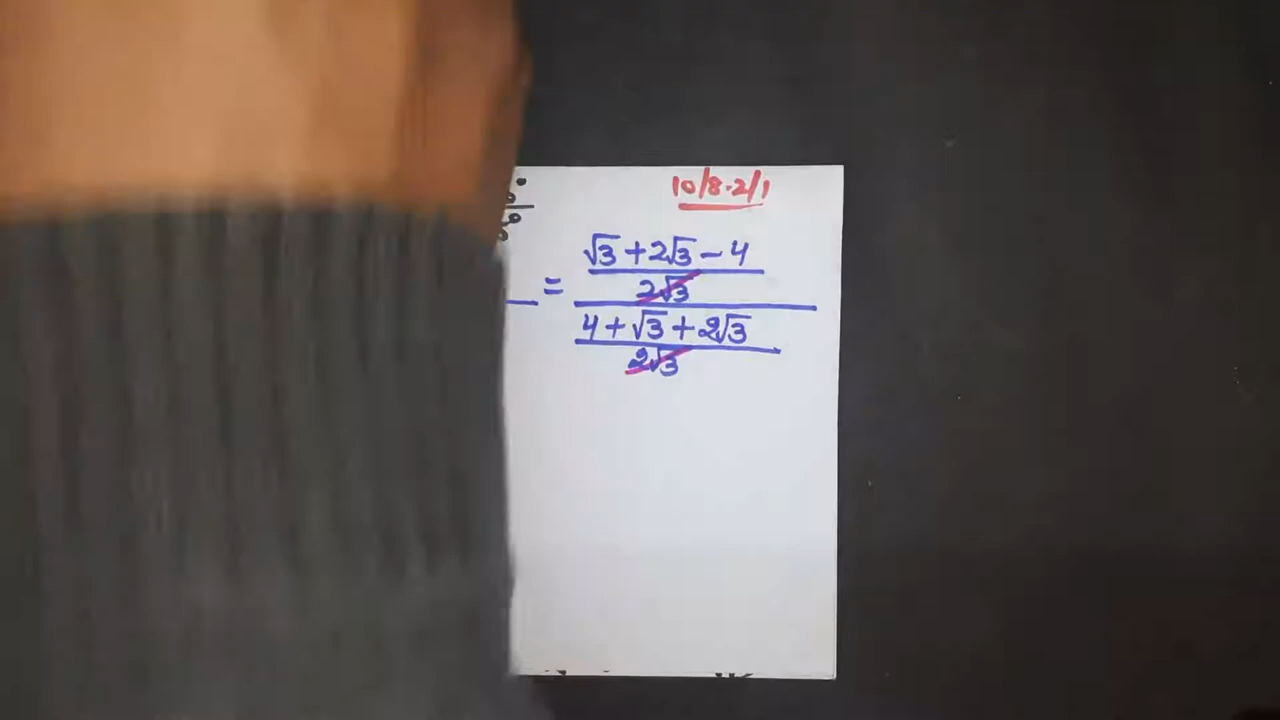 10/8.2/1
√3 + 2√3 - 4
=
2√3
4 + √3 + 2√3
2√3